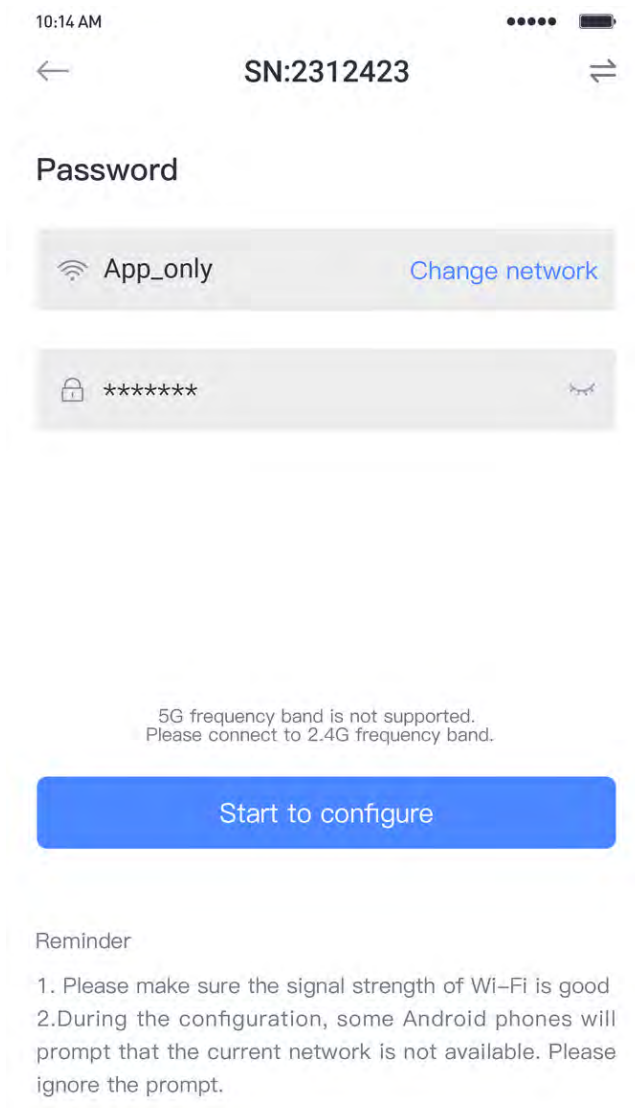 10:14 AM
SN:2312423
Password
App_only
Change network
*******
5G frequency band is not supported.
Please connect to 2.4G frequency band.
Start to configure
Reminder
1. Please make sure the signal strength of Wi-Fi is good
2.During the configuration, some Android phones will
prompt that the current network is not available. Please
ignore the prompt.